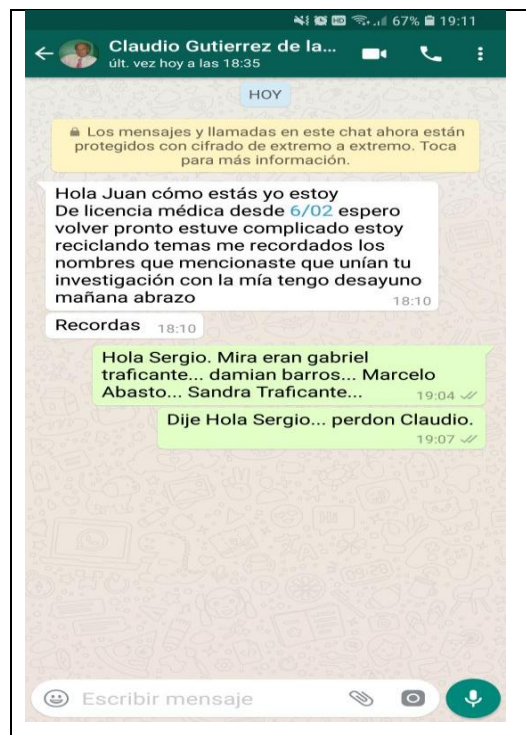 67% 19:11
Claudio Gutierrez de la...
últ. vez hoy a las 18:35
HOY
Los mensajes y llamadas en este chat ahora están
protegidos con cifrado de extremo a extremo. Toca
para más información.
Hola Juan cómo estás yo estoy
De licencia médica desde 6/02 espero
volver pronto estuve complicado estoy
reciclando temas me recordados los
nombres que mencionaste que unían tu
investigación con la mía tengo desayuno
mañana abrazo 18:10
Recordas 18:10
Hola Sergio. Mira eran gabriel
traficante... damian barros... Marcelo
Abasto... Sandra Traficante... 19:04
Dije Hola Sergio... perdon Claudio.
19:07
Escribir mensaje